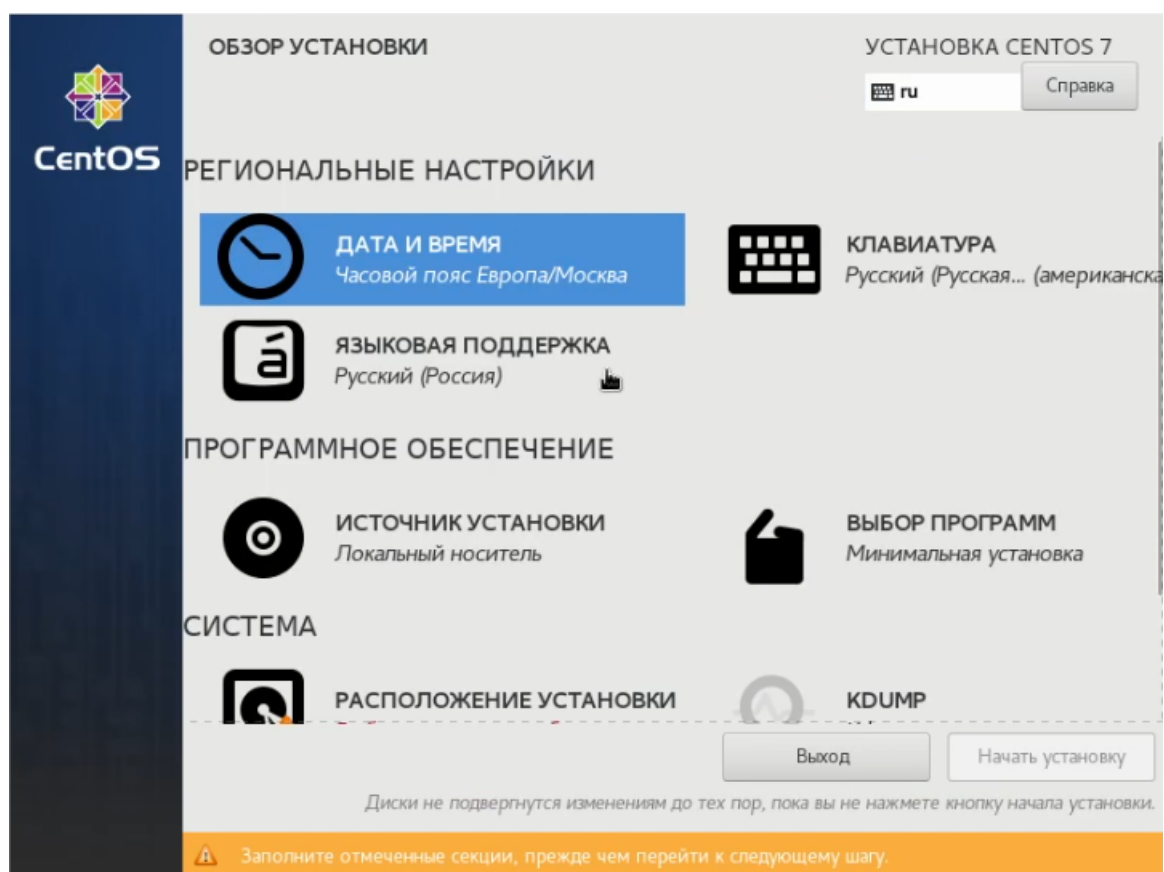 ОБЗОР УСТАНОВКИ
УСТАНОВКА CENTOS 7
ru
Справка
CentOS
РЕГИОНАЛЬНЫЕ НАСТРОЙКИ
ДАТА И ВРЕМЯ
Часовой пояс Европа/Москва
КЛАВИАТУРА
Русский (Русская... (американска
á
ЯЗЫКОВАЯ ПОДДЕРЖКА
Русский (Россия)
ПРОГРАММНОЕ ОБЕСПЕЧЕНИЕ
ИСТОЧНИК УСТАНОВКИ
Локальный носитель
ВЫБОР ПРОГРАММ
Минимальная установка
СИСТЕМА
РАСПОЛОЖЕНИЕ УСТАНОВКИ
KDUMP
Выход
Начать установку
Диски не подвергнутся изменениям до тех пор, пока вы не нажмете кнопку начала установки.
Заполните отмеченные секции, прежде чем перейти к следующему шагу.